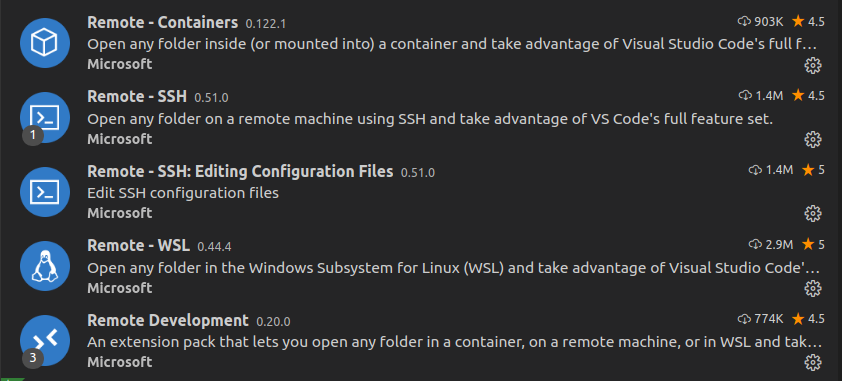 Remote - Containers 0.122.1 903K 4.5
Open any folder inside (or mounted into) a container and take advantage of Visual Studio Code's full f...
Microsoft
Remote - SSH 0.51.0 1.4M 4.5
Open any folder on a remote machine using SSH and take advantage of VS Code's full feature set.
1
Microsoft
Remote - SSH: Editing Configuration Files 0.51.0 1.4M 5
Edit SSH configuration files
Microsoft
Remote - WSL 0.44.4 2.9M 5
Open any folder in the Windows Subsystem for Linux (WSL) and take advantage of Visual Studio Code'...
Microsoft
Remote Development 0.20.0 774K 4.5
An extension pack that lets you open any folder in a container, on a remote machine, or in WSL and tak...
3
Microsoft